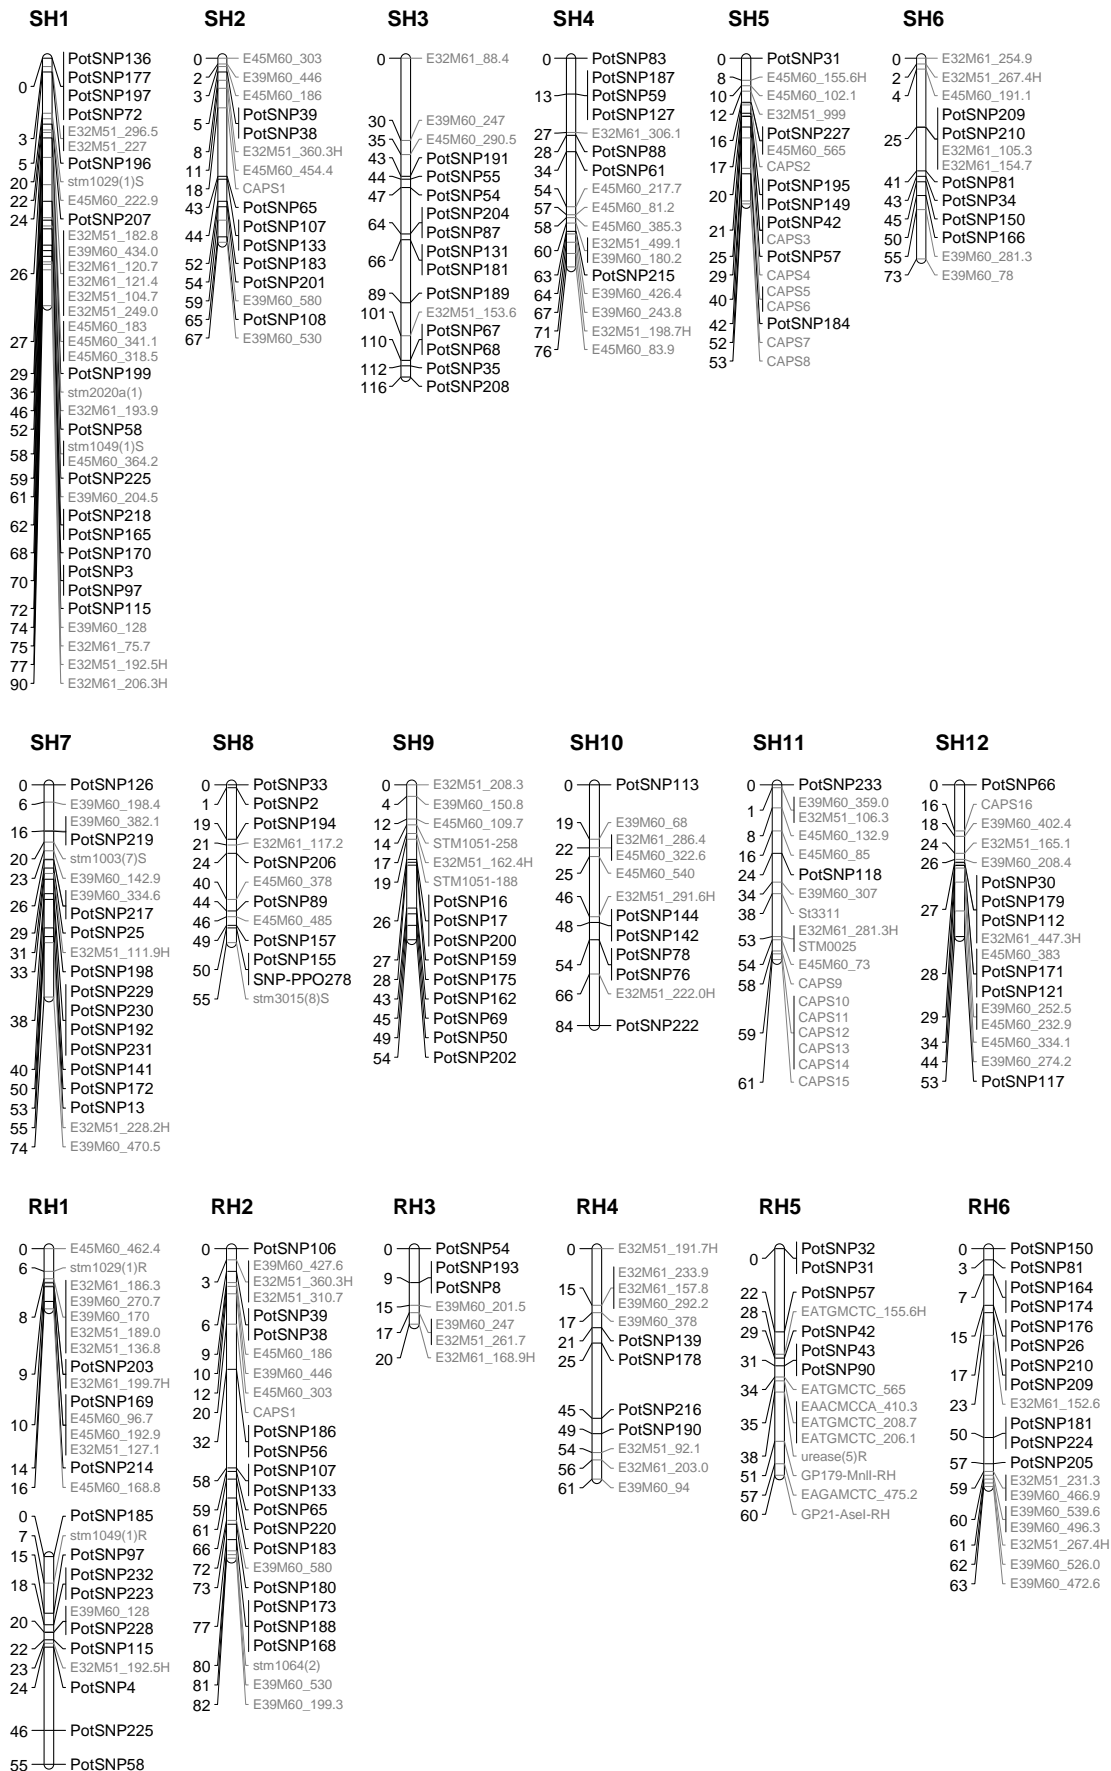 SH1
0 PotSNP136
PotSNP177
PotSNP197
PotSNP72
3 E32M51_296.5
E32M51_227
5 PotSNP196
20 stm1029(1)S
22 E45M60_222.9
24 PotSNP207
26 E32M51_182.8
E39M60_434.0
E32M61_120.7
E32M61_121.4
E32M51_104.7
E32M51_249.0
27 E45M60_183
E45M60_341.1
E45M60_318.5
29 PotSNP199
36 stm2020a(1)
46 E32M61_193.9
52 PotSNP58
58 stm1049(1)S
E45M60_364.2
59 PotSNP225
61 E39M60_204.5
62 PotSNP218
PotSNP165
68 PotSNP170
70 PotSNP3
PotSNP97
72 PotSNP115
74 E39M60_128
75 E32M61_75.7
77 E32M51_192.5H
90 E32M61_206.3H
SH2
0 E45M60_303
2 E39M60_446
3 E45M60_186
5 PotSNP39
PotSNP38
8 E32M51_360.3H
11 E45M60_454.4
18 CAPS1
43 PotSNP65
44 PotSNP107
PotSNP133
52 PotSNP183
54 PotSNP201
59 E39M60_580
65 PotSNP108
67 E39M60_530
SH3
0 E32M61_88.4
30 E39M60_247
35 E45M60_290.5
43 PotSNP191
44 PotSNP55
47 PotSNP54
64 PotSNP204
PotSNP87
66 PotSNP131
PotSNP181
89 PotSNP189
101 E32M51_153.6
110 PotSNP67
PotSNP68
112 PotSNP35
116 PotSNP208
SH4
0 PotSNP83
13 PotSNP187
PotSNP59
PotSNP127
27 E32M61_306.1
28 PotSNP88
34 PotSNP61
54 E45M60_217.7
57 E45M60_81.2
58 E45M60_385.3
60 E32M51_499.1
E39M60_180.2
63 PotSNP215
64 E39M60_426.4
67 E39M60_243.8
71 E32M51_198.7H
76 E45M60_83.9
SH5
0 PotSNP31
8 E45M60_155.6H
10 E45M60_102.1
12 E32M51_999
16 PotSNP227
E45M60_565
17 CAPS2
20 PotSNP195
PotSNP149
21 PotSNP42
CAPS3
25 PotSNP57
29 CAPS4
40 CAPS5
CAPS6
42 PotSNP184
52 CAPS7
53 CAPS8
SH6
0 E32M61_254.9
2 E32M51_267.4H
4 E45M60_191.1
25 PotSNP209
PotSNP210
E32M61_105.3
E32M61_154.7
41 PotSNP81
43 PotSNP34
45 PotSNP150
50 PotSNP166
55 E39M60_281.3
73 E39M60_78
SH7
0 PotSNP126
6 E39M60_198.4
16 E39M60_382.1
PotSNP219
20 stm1003(7)S
23 E39M60_142.9
26 E39M60_334.6
PotSNP217
29 PotSNP25
31 E32M51_111.9H
33 PotSNP198
38 PotSNP229
PotSNP230
PotSNP192
PotSNP231
40 PotSNP141
50 PotSNP172
53 PotSNP13
55 E32M51_228.2H
74 E39M60_470.5
SH8
0 PotSNP33
1 PotSNP2
19 PotSNP194
21 E32M61_117.2
24 PotSNP206
40 E45M60_378
44 PotSNP89
46 E45M60_485
49 PotSNP157
50 PotSNP155
SNP-PPO278
55 stm3015(8)S
SH9
0 E32M51_208.3
4 E39M60_150.8
12 E45M60_109.7
14 STM1051-258
17 E32M51_162.4H
19 STM1051-188
26 PotSNP16
PotSNP17
PotSNP200
27 PotSNP159
28 PotSNP175
43 PotSNP162
45 PotSNP69
49 PotSNP50
54 PotSNP202
SH10
0 PotSNP113
19 E39M60_68
22 E32M61_286.4
E45M60_322.6
25 E45M60_540
46 E32M51_291.6H
48 PotSNP144
PotSNP142
54 PotSNP78
PotSNP76
66 E32M51_222.0H
84 PotSNP222
SH11
0 PotSNP233
1 E39M60_359.0
E32M51_106.3
8 E45M60_132.9
16 E45M60_85
24 PotSNP118
34 E39M60_307
38 St3311
53 E32M61_281.3H
STM0025
54 E45M60_73
58 CAPS9
59 CAPS10
CAPS11
CAPS12
CAPS13
CAPS14
61 CAPS15
SH12
0 PotSNP66
16 CAPS16
18 E39M60_402.4
24 E32M51_165.1
26 E39M60_208.4
27 PotSNP30
PotSNP179
PotSNP112
E32M61_447.3H
28 E45M60_383
PotSNP171
PotSNP121
29 E39M60_252.5
E45M60_232.9
34 E45M60_334.1
44 E39M60_274.2
53 PotSNP117
RH1
0 E45M60_462.4
6 stm1029(1)R
8 E32M61_186.3
E39M60_270.7
E39M60_170
E32M51_189.0
E32M51_136.8
9 PotSNP203
E32M61_199.7H
10 PotSNP169
E45M60_96.7
E45M60_192.9
E32M51_127.1
14 PotSNP214
16 E45M60_168.8
0 PotSNP185
7 stm1049(1)R
15 PotSNP97
18 PotSNP232
PotSNP223
20 E39M60_128
PotSNP228
22 PotSNP115
23 E32M51_192.5H
24 PotSNP4
46 PotSNP225
55 PotSNP58
RH2
0 PotSNP106
3 E39M60_427.6
E32M51_360.3H
E32M51_310.7
6 PotSNP39
PotSNP38
9 E45M60_186
10 E39M60_446
12 E45M60_303
20 CAPS1
32 PotSNP186
PotSNP56
58 PotSNP107
PotSNP133
59 PotSNP65
61 PotSNP220
66 PotSNP183
72 E39M60_580
73 PotSNP180
77 PotSNP173
PotSNP188
PotSNP168
80 stm1064(2)
81 E39M60_530
82 E39M60_199.3
RH3
0 PotSNP54
9 PotSNP193
PotSNP8
15 E39M60_201.5
17 E39M60_247
E32M51_261.7
20 E32M61_168.9H
RH4
0 E32M51_191.7H
15 E32M61_233.9
E32M61_157.8
E39M60_292.2
17 E39M60_378
21 PotSNP139
25 PotSNP178
45 PotSNP216
49 PotSNP190
54 E32M51_92.1
56 E32M61_203.0
61 E39M60_94
RH5
0 PotSNP32
PotSNP31
22 PotSNP57
28 EATGMCTC_155.6H
29 PotSNP42
31 PotSNP43
PotSNP90
34 EATGMCTC_565
35 EAACMCCA_410.3
EATGMCTC_208.7
EATGMCTC_206.1
38 urease(5)R
51 GP179-MnlI-RH
57 EAGAMCTC_475.2
60 GP21-AseI-RH
RH6
0 PotSNP150
3 PotSNP81
7 PotSNP164
PotSNP174
15 PotSNP176
PotSNP26
17 PotSNP210
PotSNP209
23 E32M61_152.6
50 PotSNP181
PotSNP224
57 PotSNP205
59 E32M51_231.3
E39M60_466.9
60 E39M60_539.6
E39M60_496.3
61 E32M51_267.4H
62 E39M60_526.0
63 E39M60_472.6